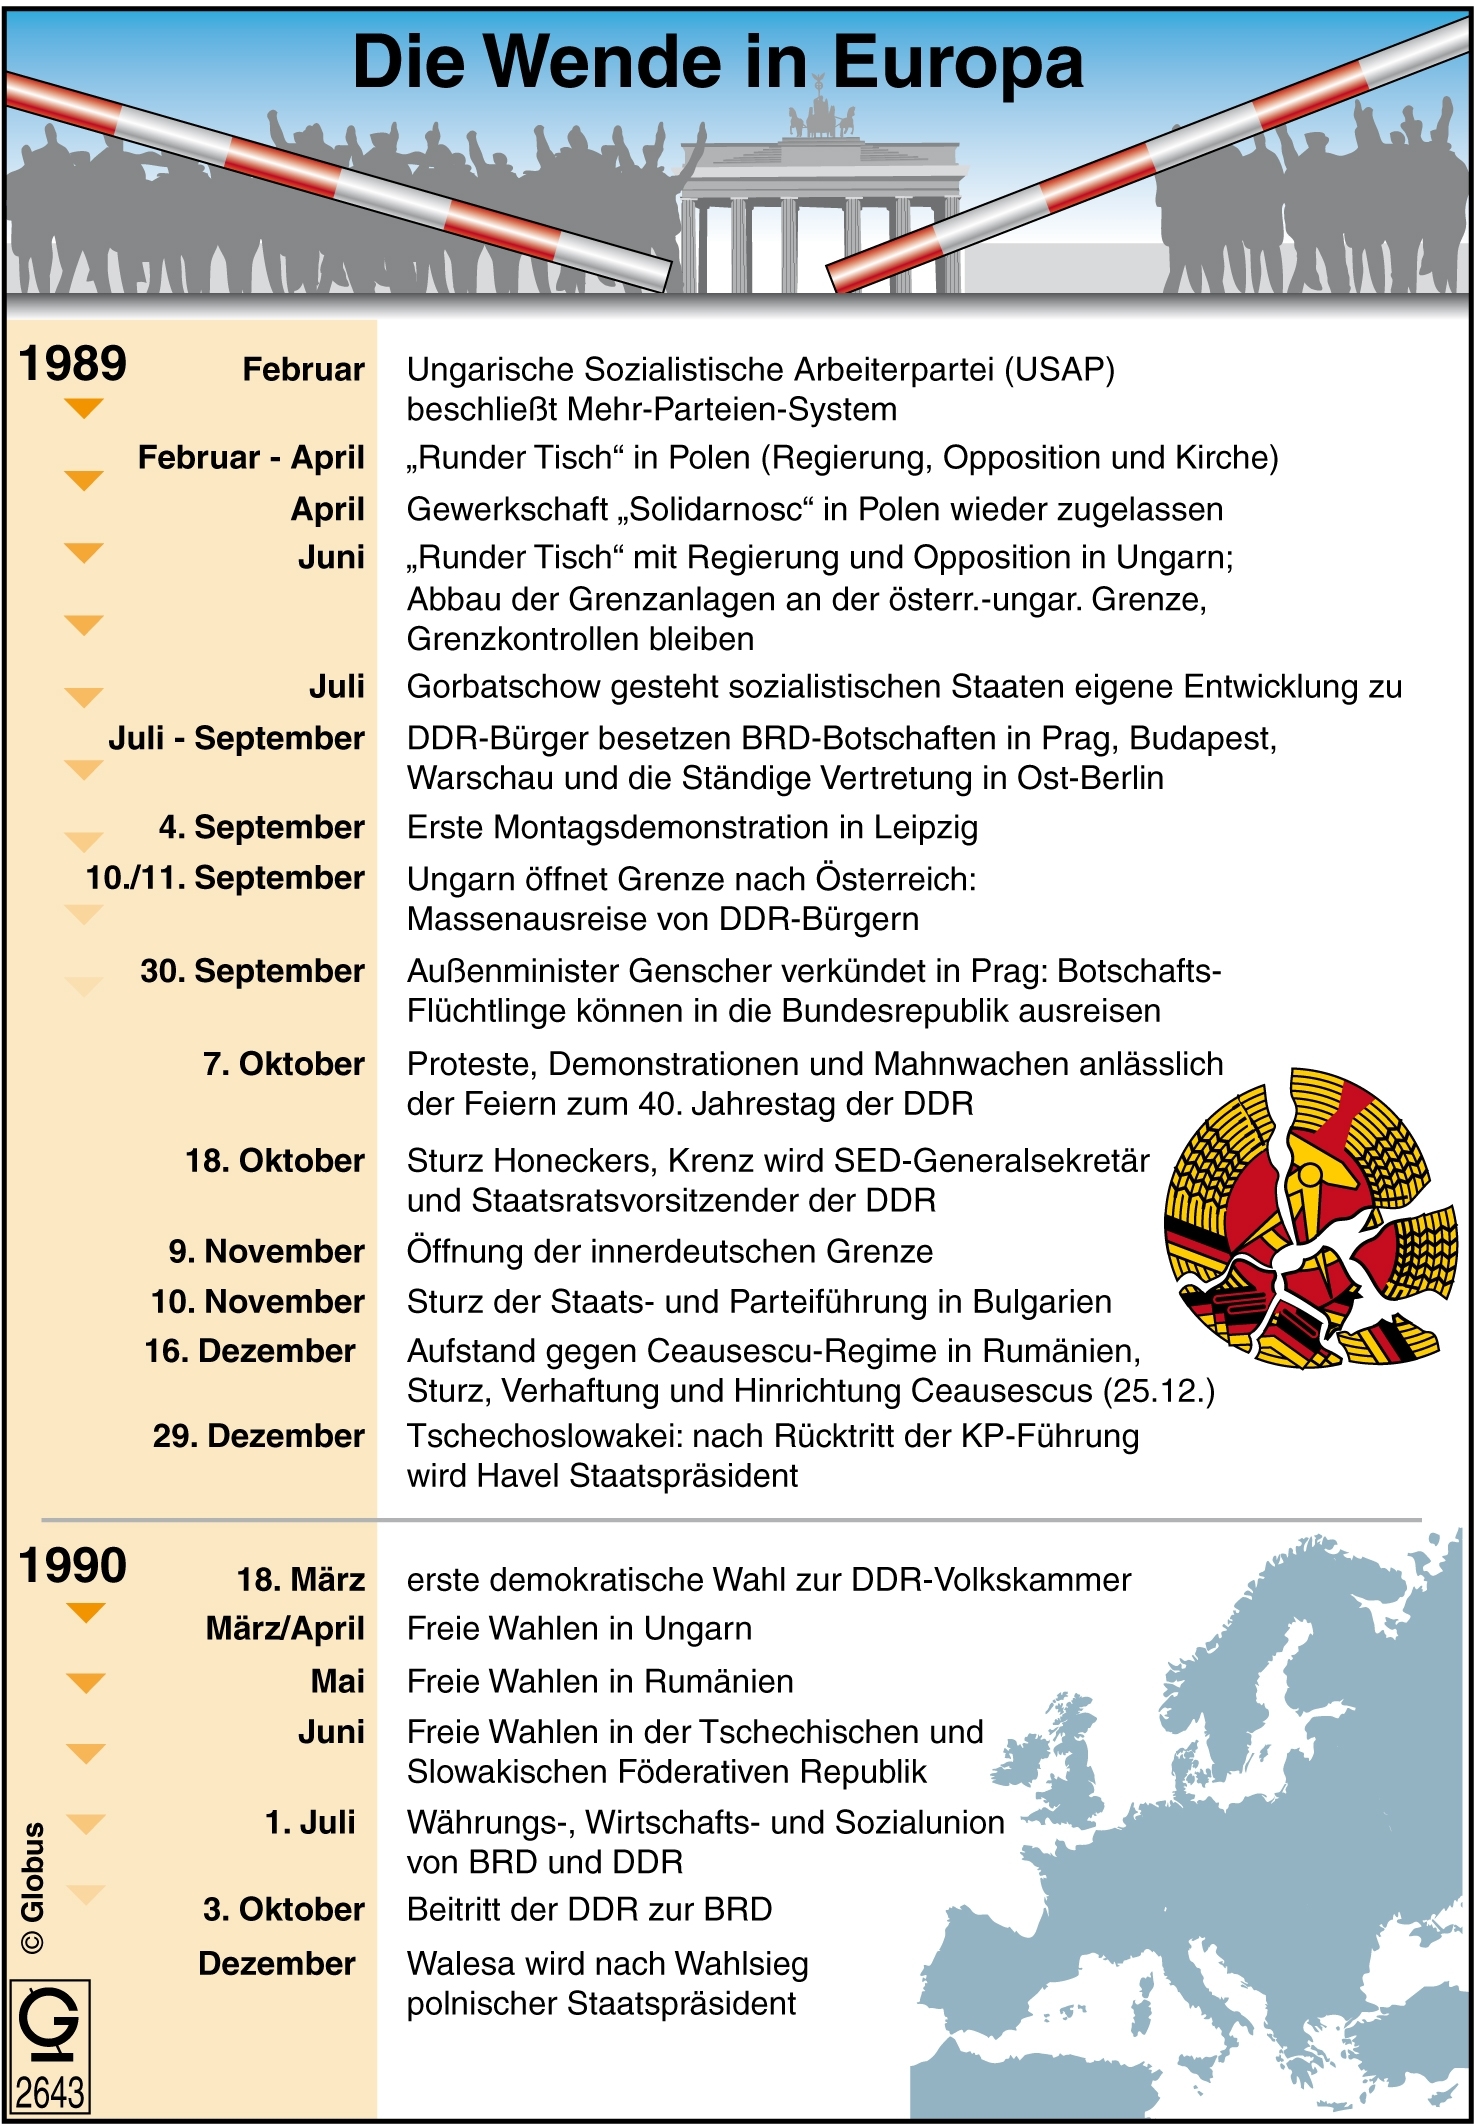 Die Wende in Europa
1989
Februar
Ungarische Sozialistische Arbeiterpartei (USAP)
beschließt Mehr-Parteien-System
Februar - April
„Runder Tisch“ in Polen (Regierung, Opposition und Kirche)
April
Gewerkschaft „Solidarnosc“ in Polen wieder zugelassen
Juni
„Runder Tisch“ mit Regierung und Opposition in Ungarn;
Abbau der Grenzanlagen an der österr.-ungar. Grenze,
Grenzkontrollen bleiben
Juli
Gorbatschow gesteht sozialistischen Staaten eigene Entwicklung zu
Juli - September
DDR-Bürger besetzen BRD-Botschaften in Prag, Budapest,
Warschau und die Ständige Vertretung in Ost-Berlin
4. September
Erste Montagsdemonstration in Leipzig
10./11. September
Ungarn öffnet Grenze nach Österreich:
Massenausreise von DDR-Bürgern
30. September
Außenminister Genscher verkündet in Prag: Botschafts-
Flüchtlinge können in die Bundesrepublik ausreisen
7. Oktober
Proteste, Demonstrationen und Mahnwachen anlässlich
der Feiern zum 40. Jahrestag der DDR
18. Oktober
Sturz Honeckers, Krenz wird SED-Generalsekretär
und Staatsratsvorsitzender der DDR
9. November
Öffnung der innerdeutschen Grenze
10. November
Sturz der Staats- und Parteiführung in Bulgarien
16. Dezember
Aufstand gegen Ceausescu-Regime in Rumänien,
Sturz, Verhaftung und Hinrichtung Ceausescus (25.12.)
29. Dezember
Tschechoslowakei: nach Rücktritt der KP-Führung
wird Havel Staatspräsident
1990
18. März
erste demokratische Wahl zur DDR-Volkskammer
März/April
Freie Wahlen in Ungarn
Mai
Freie Wahlen in Rumänien
Juni
Freie Wahlen in der Tschechischen und
Slowakischen Föderativen Republik
1. Juli
Währungs-, Wirtschafts- und Sozialunion
von BRD und DDR
3. Oktober
Beitritt der DDR zur BRD
Dezember
Walesa wird nach Wahlsieg
polnischer Staatspräsident
© Globus
G
2643